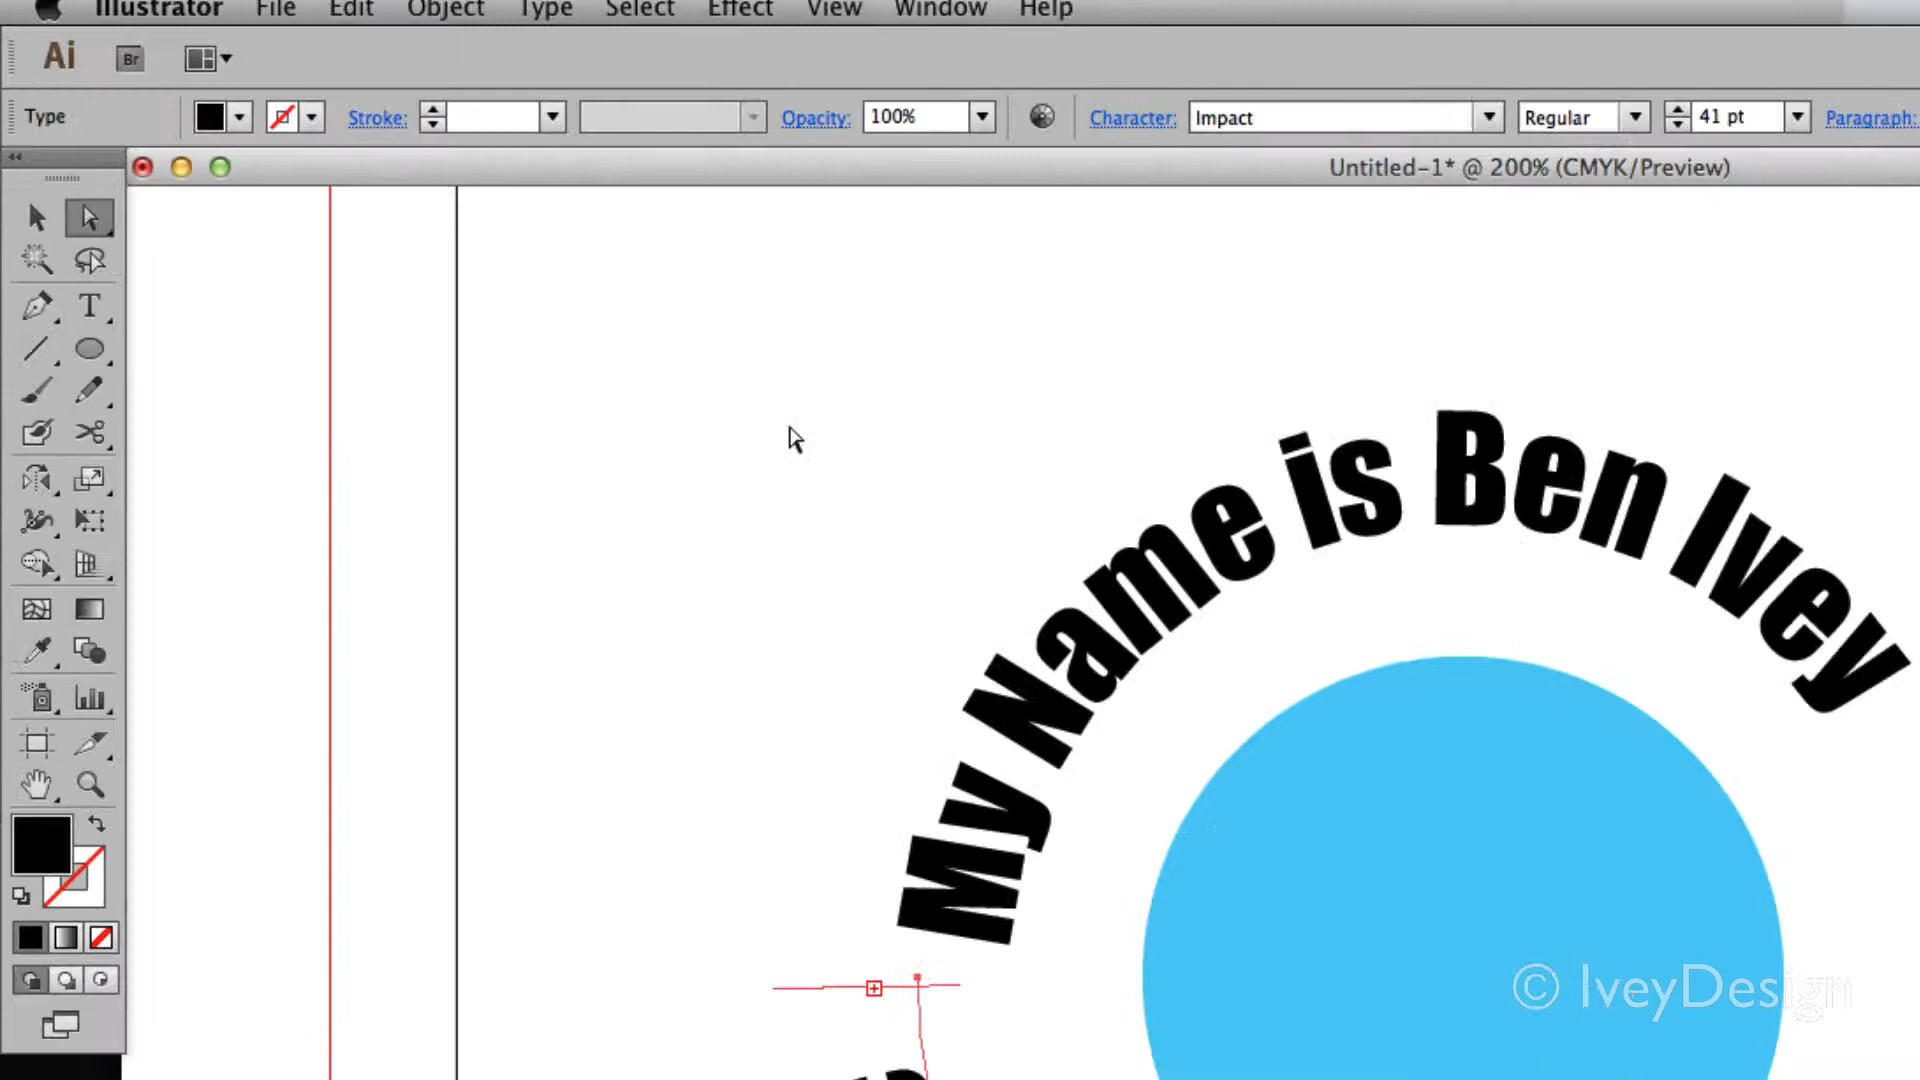 Illustrator File Edit Object Type Select Effect View Window Help
Ai Br
Type Stroke: Opacity: 100% Character: Impact Regular 41 pt Paragraph:
Untitled-1* @ 200% (CMYK/Preview)
T
My Name is Ben Ivey
© IveyDesign